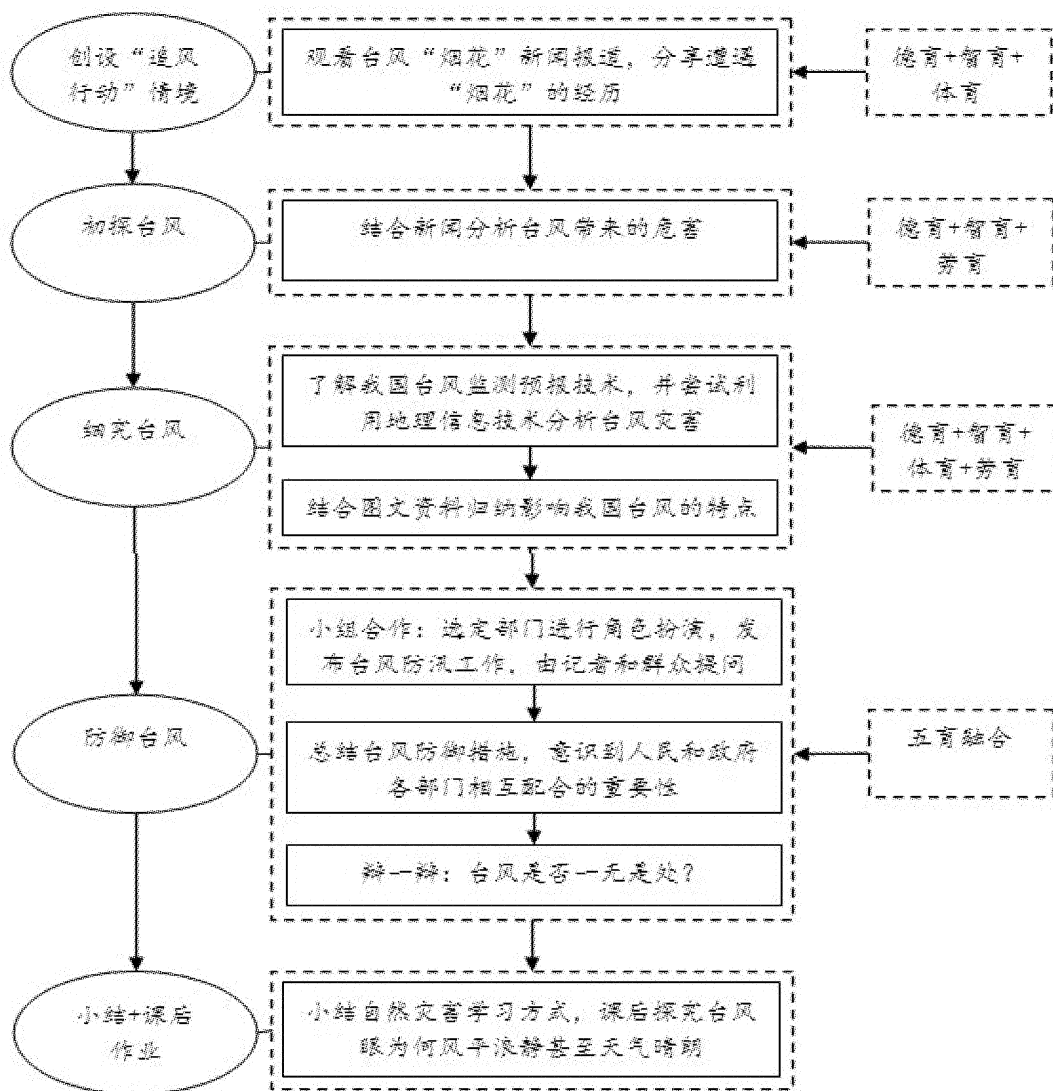 创设“追风
行动”情境
观看台风“烟花”新闻报道，分享遭遇
“烟花”的经历
德育+智育+
体育
初探台风
结合新闻分析台风带来的危害
德育+智育+
劳育
细究台风
了解我国台风监测预报技术，并尝试利
用地理信息技术分析台风灾害
结合图文资料归纳影响我国台风的特点
德育+智育+
体育+劳育
防御台风
小组合作：选定部门进行角色扮演，发
布台风防汛工作，由记者和群众提问
总结台风防御措施，意识到人民和政府
各部门相互配合的重要性
辩一辩：台风是否一无是处？
五育融合
小结+课后
作业
小结自然灾害学习方式，课后探究台风
眼为何风平浪静甚至天气晴朗